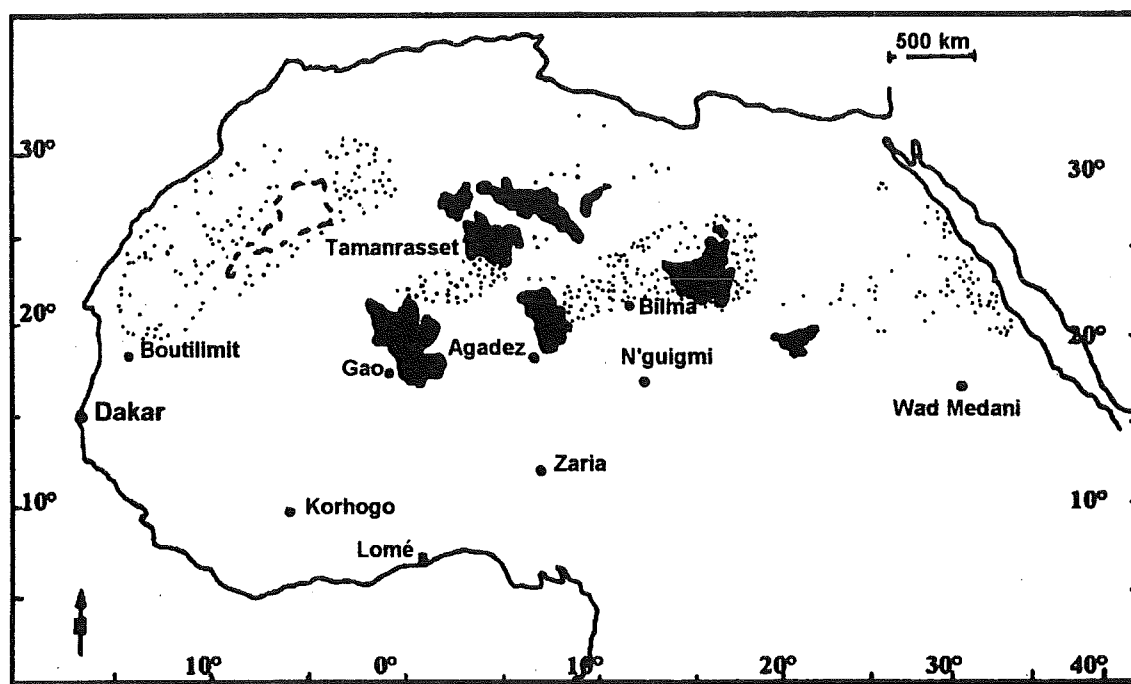 500 km
30°
30°
Tamanrasset
20°
Bilma
20°
Boutilimit
Agadez
N'guigmi
Gao
Dakar
Wad Medani
Zaria
10°
Korhogo
10°
Lomé
10°
0°
10°
20°
30°
40°